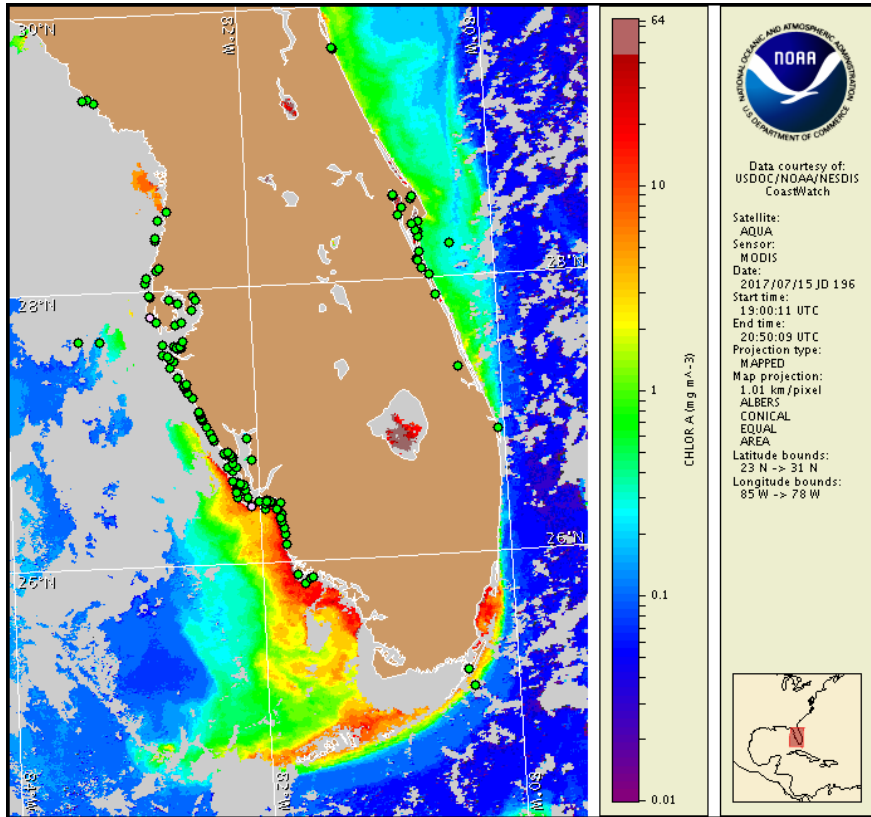 30°N
82°W
80°W
28°N
28°N
26°N
26°N
84°W
82°W
80°W
64
10
1
0.1
0.01
CHLOR A (mg m^-3)
NATIONAL OCEANIC AND ATMOSPHERIC ADMINISTRATION
NOAA
U.S. DEPARTMENT OF COMMERCE
Data courtesy of:
USDOC/NOAA/NESDIS
CoastWatch
Satellite:
AQUA
Sensor:
MODIS
Date:
2017/07/15 JD 196
Start time:
19:00:11 UTC
End time:
20:50:09 UTC
Projection type:
MAPPED
Map projection:
1.01 km/pixel
ALBERS
CONICAL
EQUAL
AREA
Latitude bounds:
23 N -> 31 N
Longitude bounds:
85 W -> 78 W